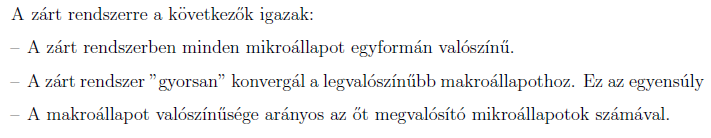 A zárt rendszerre a következők igazak:
– A zárt rendszerben minden mikroállapot egyformán valószínű.
– A zárt rendszer ”gyorsan” konvergál a legvalószínűbb makroállapothoz. Ez az egyensúly
– A makroállapot valószínűsége arányos az őt megvalósító mikroállapotok számával.